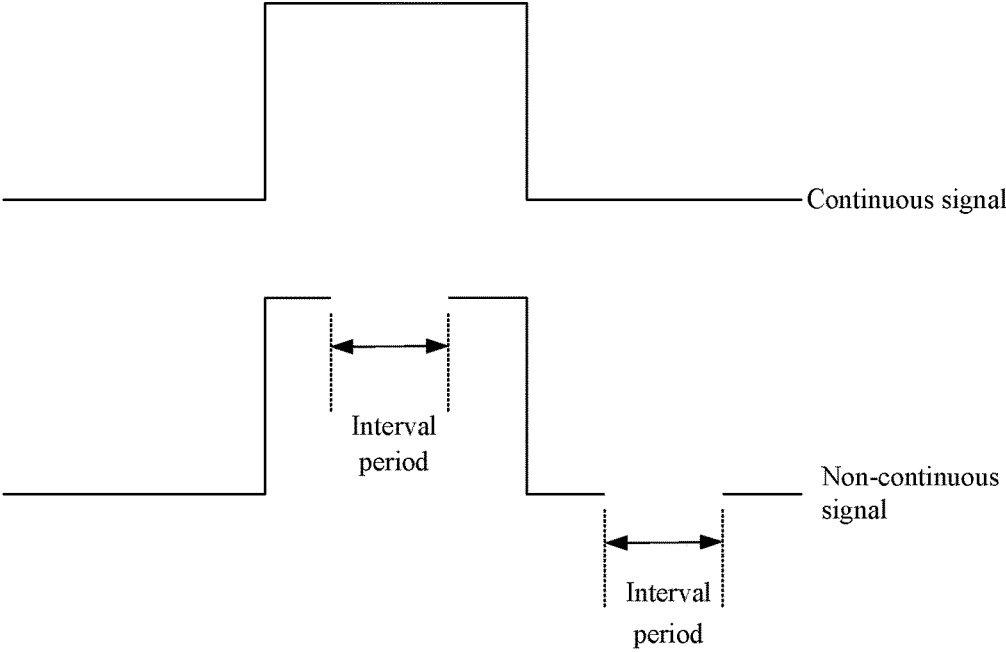 Continuous signal
Interval
period
Non-continuous
signal
Interval
period